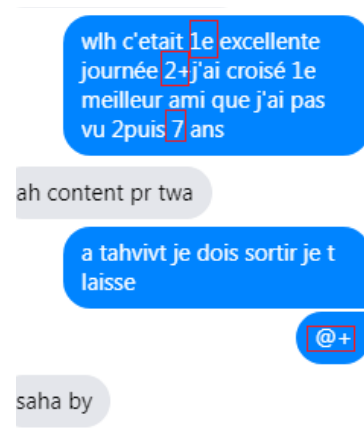 wlh c'etait 1e excellente
journée 2+j'ai croisé 1e
meilleur ami que j'ai pas
vu 2puis 7 ans
ah content pr twa
a tahvivt je dois sortir je t
laisse
@+
saha by